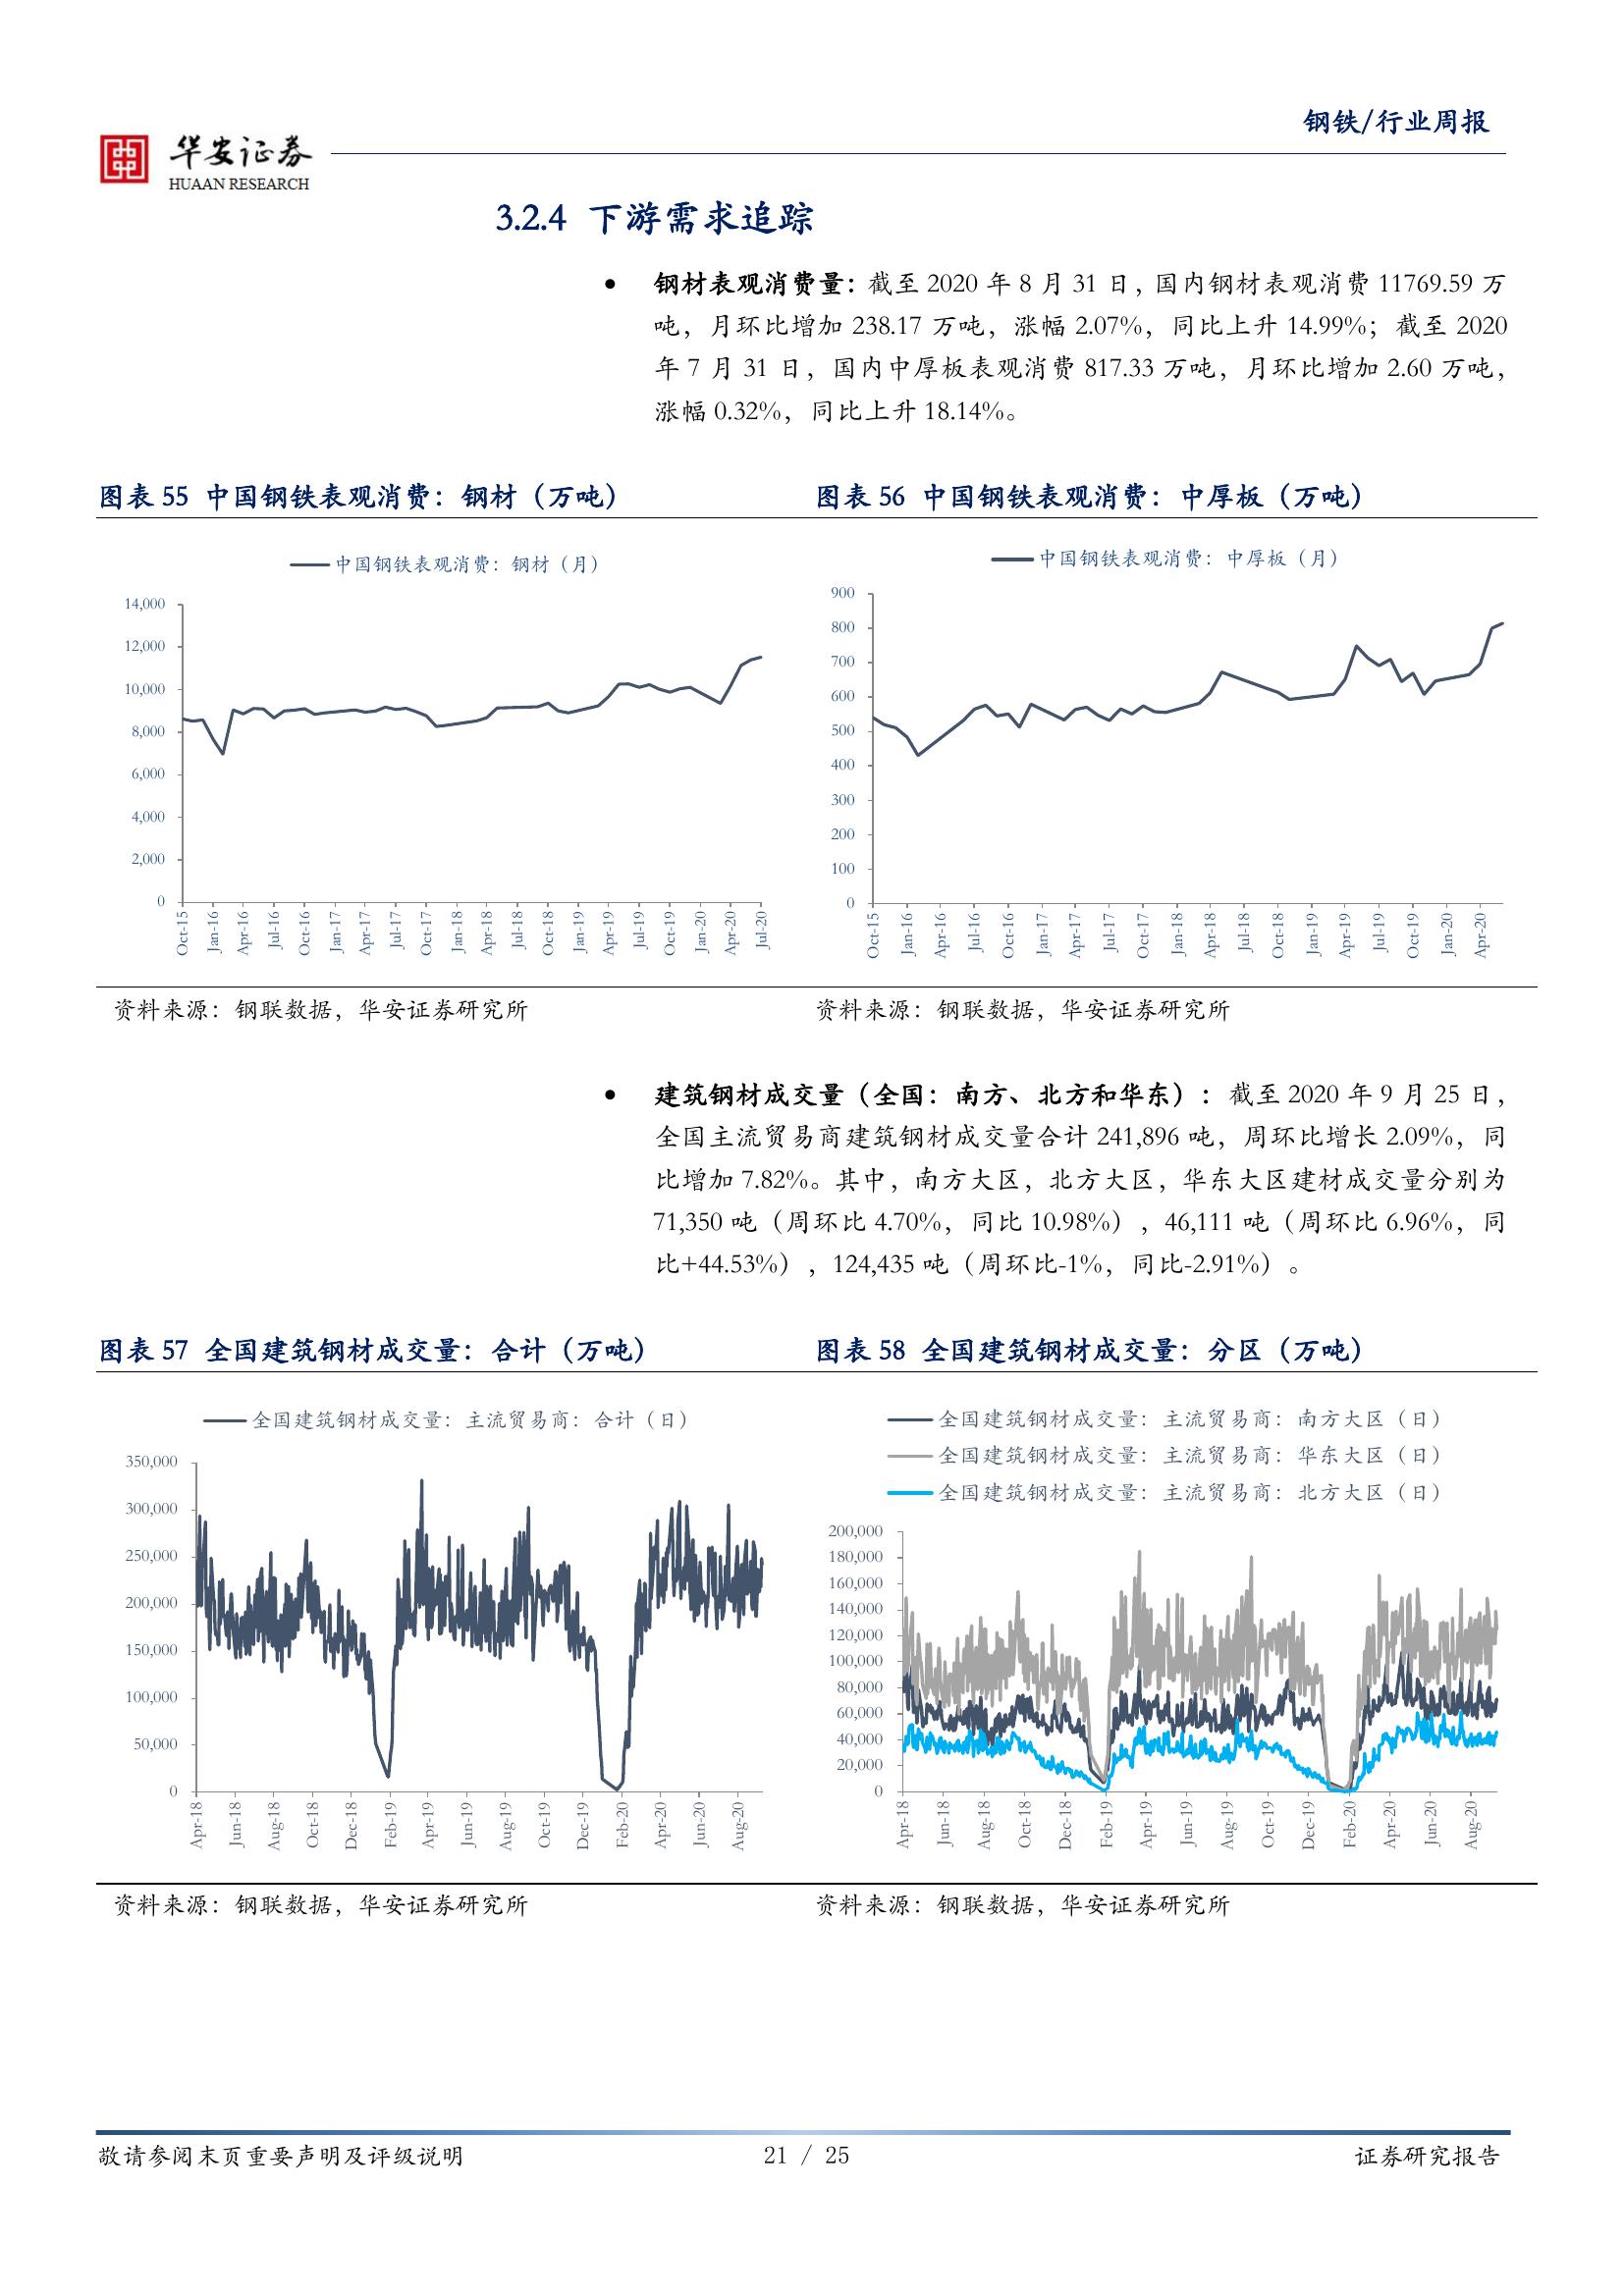 钢铁/行业周报
华安证券
HUAAN RESEARCH
3.2.4 下游需求追踪
• 钢材表观消费量：截至 2020 年 8 月 31 日，国内钢材表观消费 11769.59 万
吨，月环比增加 238.17 万吨，涨幅 2.07%，同比上升 14.99%；截至 2020
年 7 月 31 日，国内中厚板表观消费 817.33 万吨，月环比增加 2.60 万吨，
涨幅 0.32%，同比上升 18.14%。
图表 55 中国钢铁表观消费：钢材（万吨）
中国钢铁表观消费：钢材（月）
14,000
12,000
10,000
8,000
6,000
4,000
2,000
0
Oct-15 Jan-16 Apr-16 Jul-16 Oct-16 Jan-17 Apr-17 Jul-17 Oct-17 Jan-18 Apr-18 Jul-18 Oct-18 Jan-19 Apr-19 Jul-19 Oct-19 Jan-20 Apr-20 Jul-20
资料来源：钢联数据，华安证券研究所
图表 56 中国钢铁表观消费：中厚板（万吨）
中国钢铁表观消费：中厚板（月）
900
800
700
600
500
400
300
200
100
0
Oct-15 Jan-16 Apr-16 Jul-16 Oct-16 Jan-17 Apr-17 Jul-17 Oct-17 Jan-18 Apr-18 Jul-18 Oct-18 Jan-19 Apr-19 Jul-19 Oct-19 Jan-20 Apr-20
资料来源：钢联数据，华安证券研究所
• 建筑钢材成交量（全国：南方、北方和华东）：截至 2020 年 9 月 25 日，
全国主流贸易商建筑钢材成交量合计 241,896 吨，周环比增长 2.09%，同
比增加 7.82%。其中，南方大区，北方大区，华东大区建材成交量分别为
71,350 吨（周环比 4.70%，同比 10.98%），46,111 吨（周环比 6.96%，同
比+44.53%），124,435 吨（周环比-1%，同比-2.91%）。
图表 57 全国建筑钢材成交量：合计（万吨）
全国建筑钢材成交量：主流贸易商：合计（日）
350,000
300,000
250,000
200,000
150,000
100,000
50,000
0
Apr-18 Jun-18 Aug-18 Oct-18 Dec-18 Feb-19 Apr-19 Jun-19 Aug-19 Oct-19 Dec-19 Feb-20 Apr-20 Jun-20 Aug-20
资料来源：钢联数据，华安证券研究所
图表 58 全国建筑钢材成交量：分区（万吨）
全国建筑钢材成交量：主流贸易商：南方大区（日）
全国建筑钢材成交量：主流贸易商：华东大区（日）
全国建筑钢材成交量：主流贸易商：北方大区（日）
200,000
180,000
160,000
140,000
120,000
100,000
80,000
60,000
40,000
20,000
0
Apr-18 Jun-18 Aug-18 Oct-18 Dec-18 Feb-19 Apr-19 Jun-19 Aug-19 Oct-19 Dec-19 Feb-20 Apr-20 Jun-20 Aug-20
资料来源：钢联数据，华安证券研究所
敬请参阅末页重要声明及评级说明
21 / 25
证券研究报告